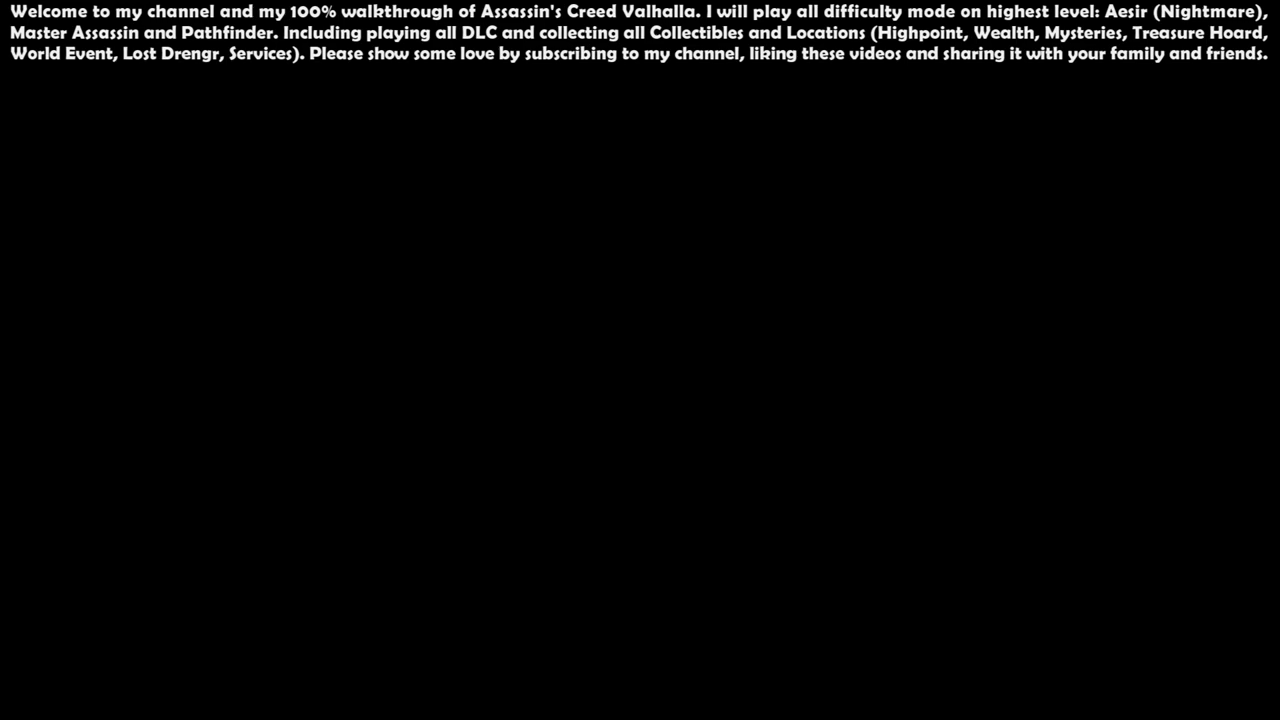 Welcome to my channel and my 100% walkthrough of Assassin's Creed Valhalla. I will play all difficulty mode on highest level: Aesir (Nightmare),
Master Assassin and Pathfinder. Including playing all DLC and collecting all Collectibles and Locations (Highpoint, Wealth, Mysteries, Treasure Hoard,
World Event, Lost Drengr, Services). Please show some love by subscribing to my channel, liking these videos and sharing it with your family and friends.